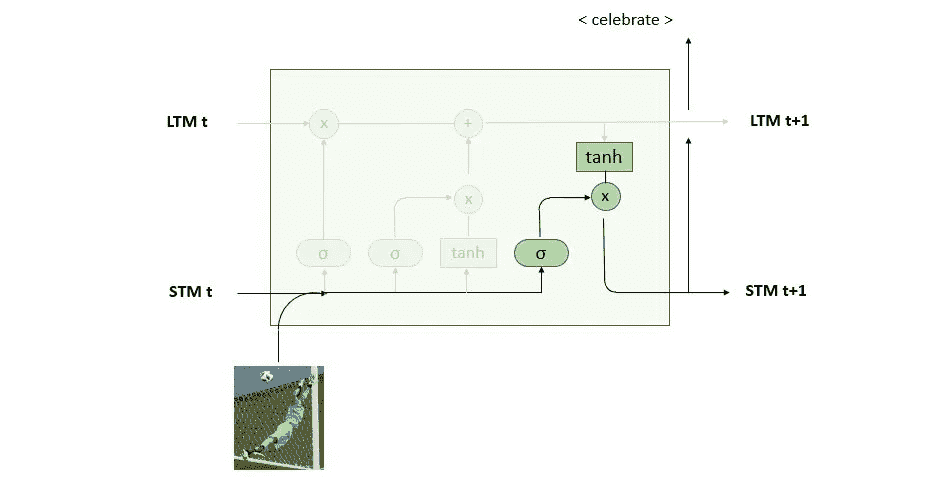 < celebrate >
LTM t
x
+
LTM t+1
tanh
x
x
σ
σ
tanh
σ
STM t
STM t+1